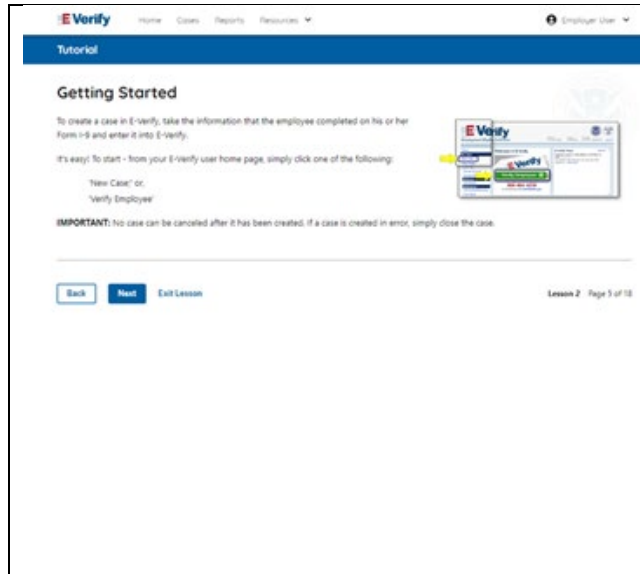 E-Verify Home Cases Reports Resources Employer User
Tutorial
Getting Started
To create a case in E-Verify, take the information that the employee completed on his or her
Form I-9 and enter it into E-Verify.
It's easy! To start - from your E-Verify user home page, simply click one of the following:
'New Case;' or,
'Verify Employee'
IMPORTANT: No case can be canceled after it has been created. If a case is created in error, simply close the case.
E-Verify
E-Verify
Verify Employee
Back Next Exit Lesson Lesson 2 Page 5 of 18